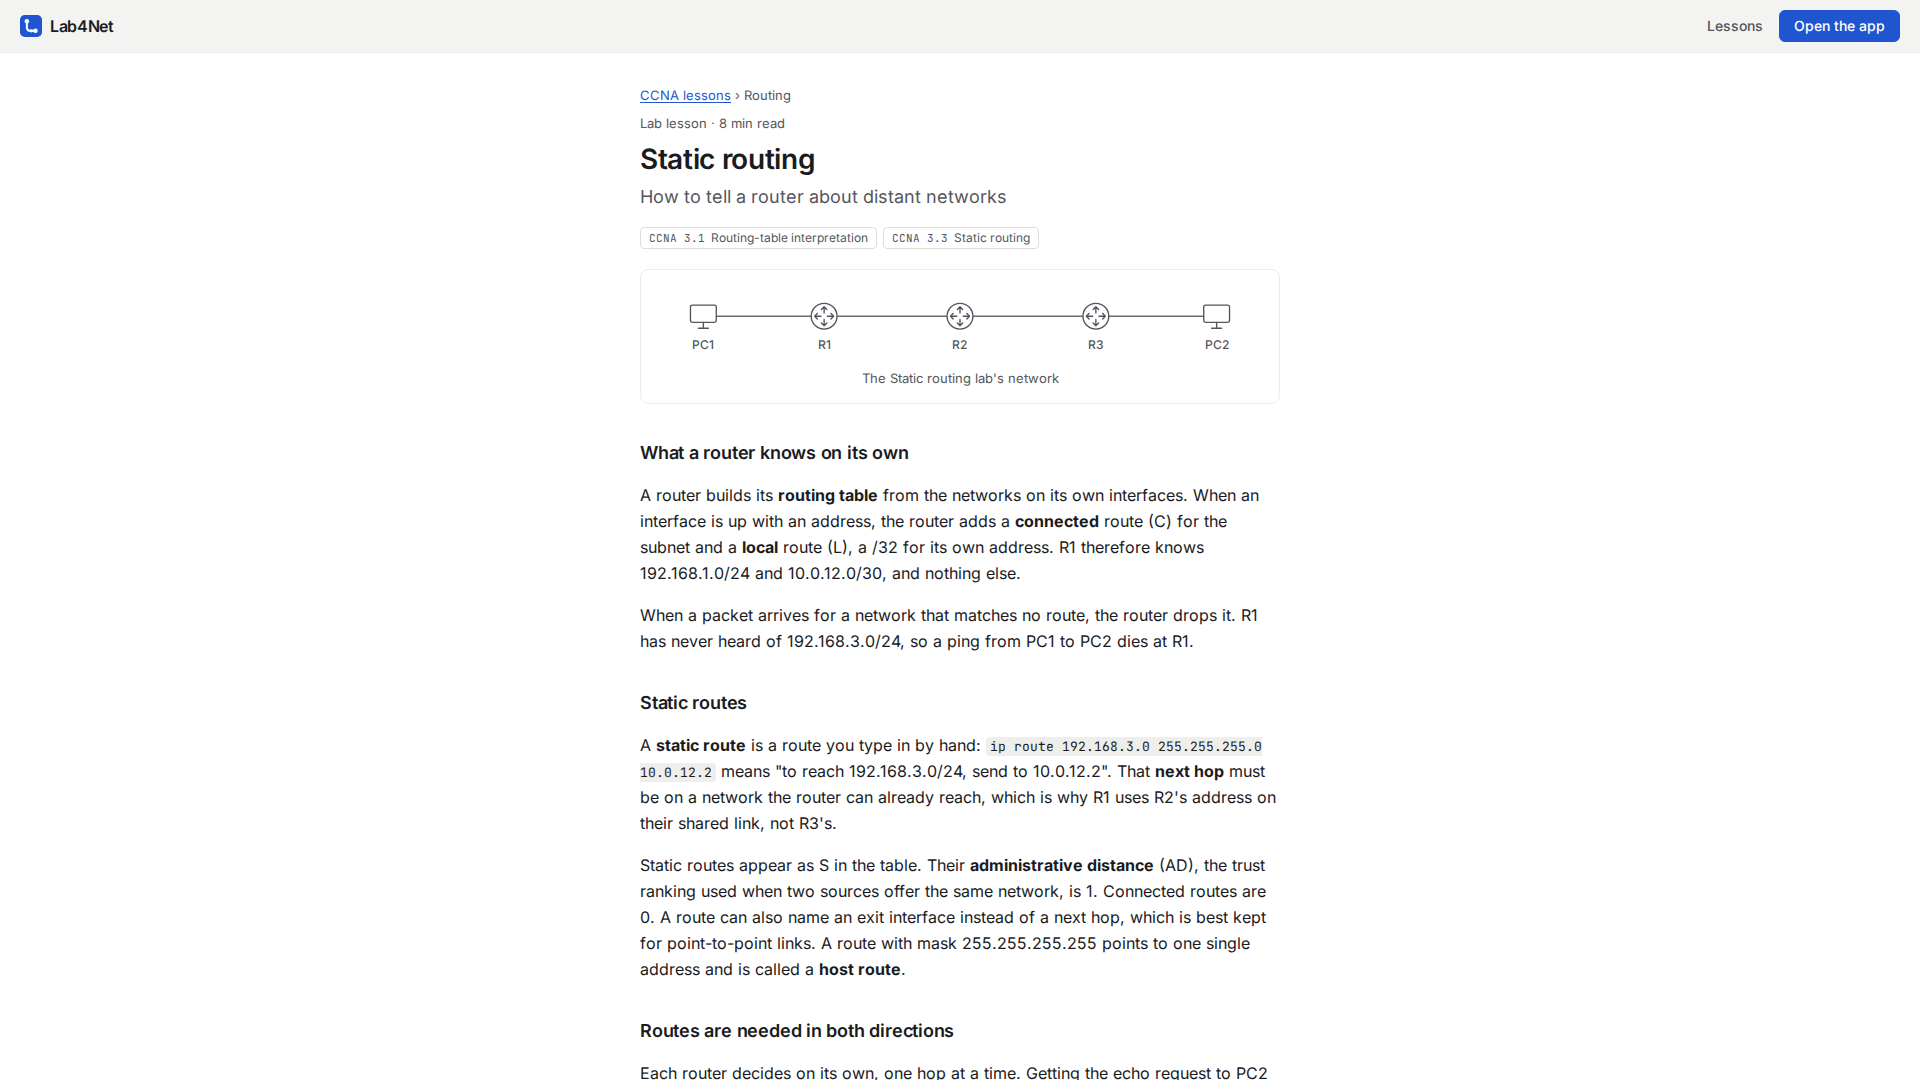 Lab4Net
Lessons
Open the app
CCNA lessons › Routing
Lab lesson · 8 min read
Static routing
How to tell a router about distant networks
CCNA 3.1 Routing-table interpretation
CCNA 3.3 Static routing
PC1
R1
R2
R3
PC2
The Static routing lab's network
What a router knows on its own
A router builds its routing table from the networks on its own interfaces. When an
interface is up with an address, the router adds a connected route (C) for the
subnet and a local route (L), a /32 for its own address. R1 therefore knows
192.168.1.0/24 and 10.0.12.0/30, and nothing else.
When a packet arrives for a network that matches no route, the router drops it. R1
has never heard of 192.168.3.0/24, so a ping from PC1 to PC2 dies at R1.
Static routes
A static route is a route you type in by hand: ip route 192.168.3.0 255.255.255.0
10.0.12.2 means "to reach 192.168.3.0/24, send to 10.0.12.2". That next hop must
be on a network the router can already reach, which is why R1 uses R2's address on
their shared link, not R3's.
Static routes appear as S in the table. Their administrative distance (AD), the trust
ranking used when two sources offer the same network, is 1. Connected routes are
0. A route can also name an exit interface instead of a next hop, which is best kept
for point-to-point links. A route with mask 255.255.255.255 points to one single
address and is called a host route.
Routes are needed in both directions
Each router decides on its own, one hop at a time. Getting the echo request to PC2